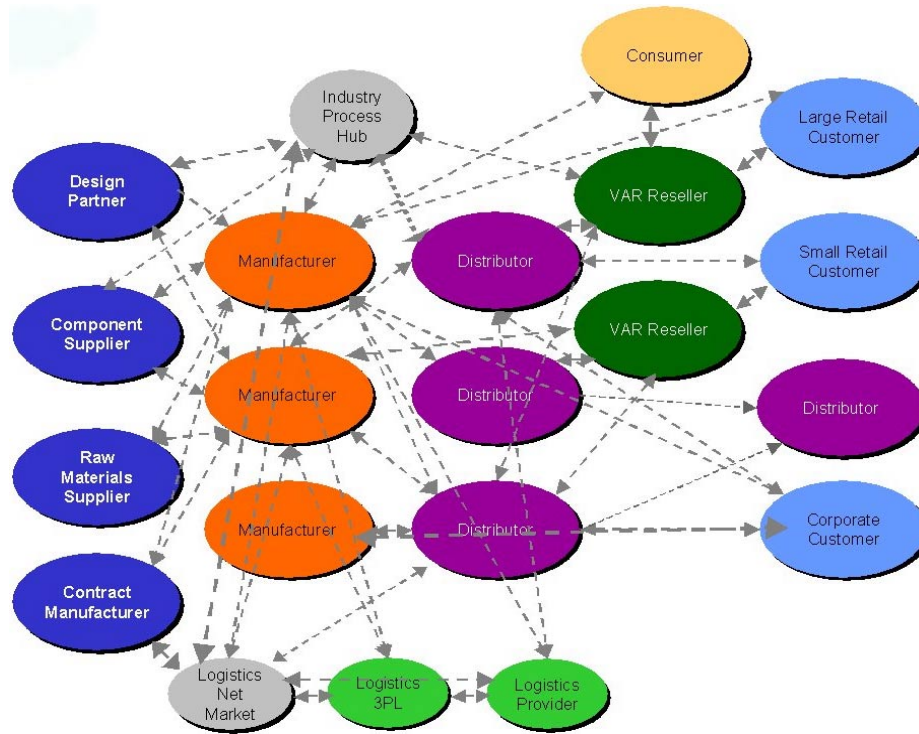 Consumer
Industry
Process
Hub
Large Retail
Customer
Design
Partner
VAR Reseller
Manufacturer
Distributor
Small Retail
Customer
Component
Supplier
VAR Reseller
Manufacturer
Distributor
Distributor
Raw
Materials
Supplier
Manufacturer
Distributor
Corporate
Customer
Contract
Manufacturer
Logistics
Net
Market
Logistics
3PL
Logistics
Provider